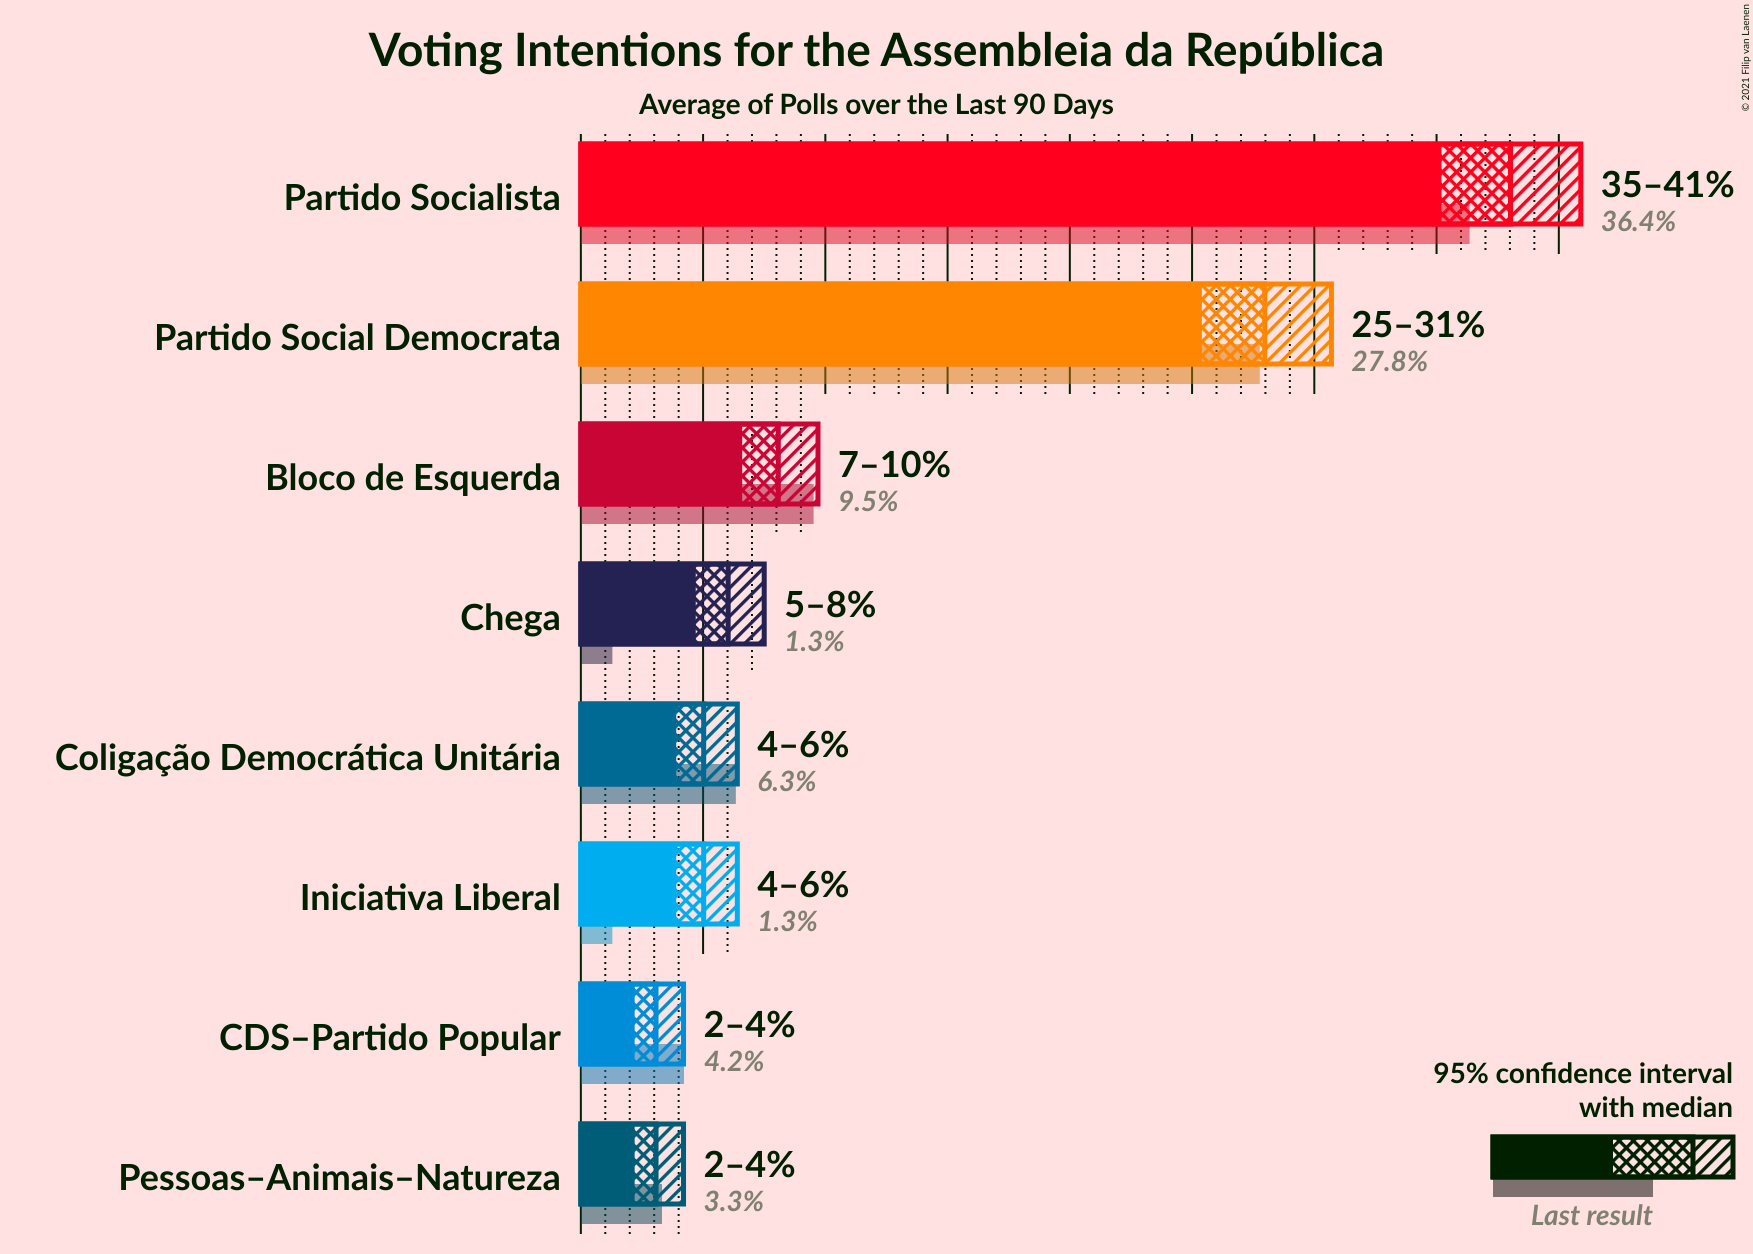 Voting Intentions for the Assembleia da República
Average of Polls over the Last 90 Days
© 2021 Filip van Laenen
Partido Socialista
35–41%
36.4%
Partido Social Democrata
25–31%
27.8%
Bloco de Esquerda
7–10%
9.5%
Chega
5–8%
1.3%
Coligação Democrática Unitária
4–6%
6.3%
Iniciativa Liberal
4–6%
1.3%
CDS–Partido Popular
2–4%
4.2%
Pessoas–Animais–Natureza
2–4%
3.3%
95% confidence interval
with median
Last result